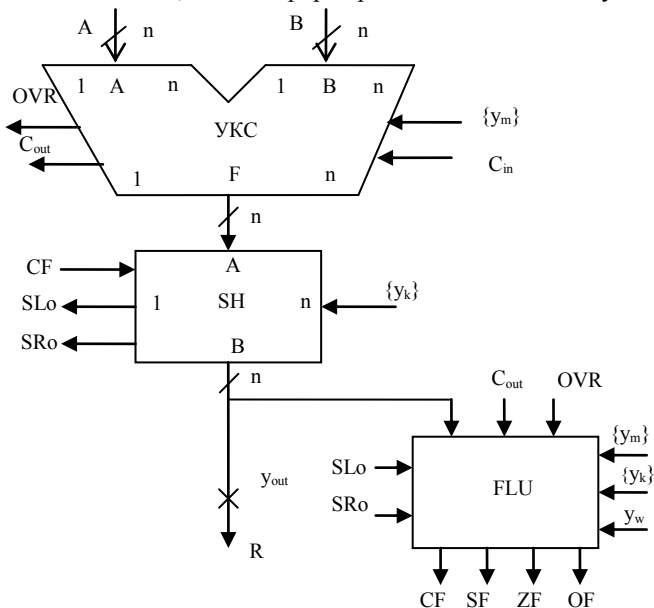 A n B n
1 A n 1 B n
OVR
УКС
{yₘ}
Cₒᵤₜ
Cᵢₙ
1 F n
n
CF
A
SLo
1 SH n
{yₖ}
SRo
B
n
Cₒᵤₜ OVR
{yₘ}
SLo
FLU
{yₖ}
yₒᵤₜ
SRo
y_w
R
CF SF ZF OF